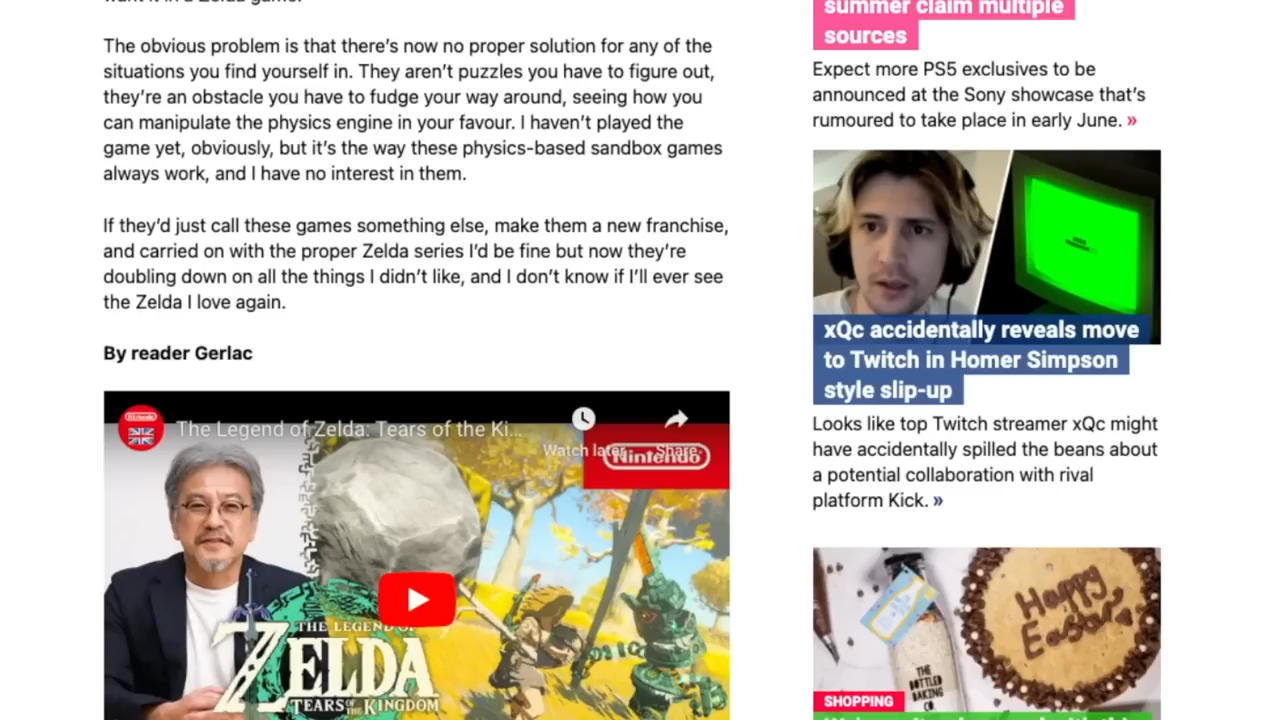 want it in a Zelda game.
The obvious problem is that there’s now no proper solution for any of the
situations you find yourself in. They aren’t puzzles you have to figure out,
they’re an obstacle you have to fudge your way around, seeing how you
can manipulate the physics engine in your favour. I haven’t played the
game yet, obviously, but it’s the way these physics-based sandbox games
always work, and I have no interest in them.
If they’d just call these games something else, make them a new franchise,
and carried on with the proper Zelda series I’d be fine but now they’re
doubling down on all the things I didn’t like, and I don’t know if I’ll ever see
the Zelda I love again.
By reader Gerlac
Nintendo
The Legend of Zelda: Tears of the Ki...
Watch later
Share
Nintendo
THE LEGEND OF
ZELDA
TEARS OF THE KINGDOM
summer claim multiple
sources
Expect more PS5 exclusives to be
announced at the Sony showcase that’s
rumoured to take place in early June. »
xQc accidentally reveals move
to Twitch in Homer Simpson
style slip-up
Looks like top Twitch streamer xQc might
have accidentally spilled the beans about
a potential collaboration with rival
platform Kick. »
Happy
Easter
THE
BOTTLED
BAKING
CO
SHOPPING